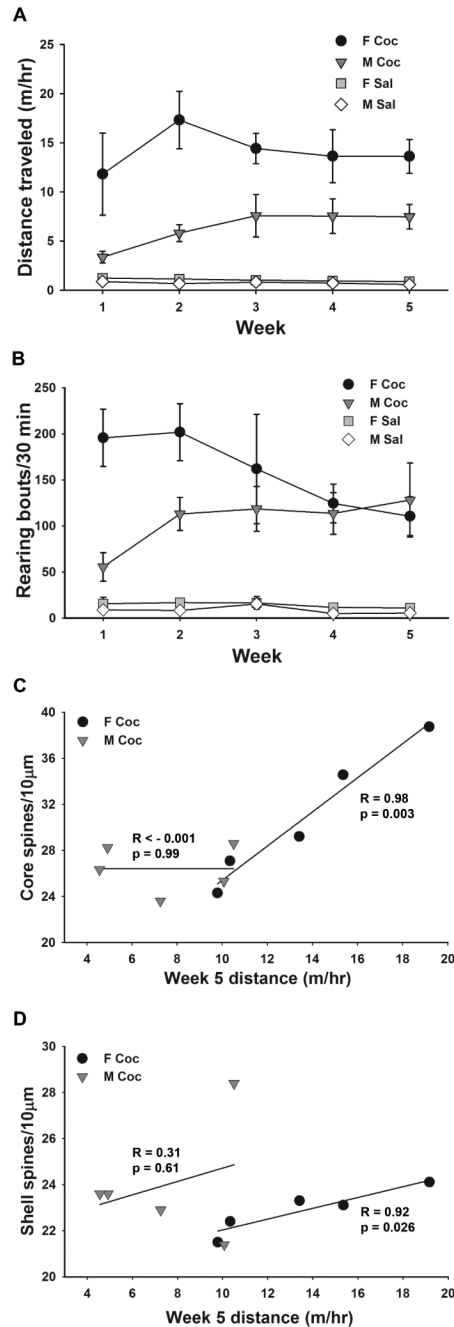 A
F Coc
M Coc
F Sal
M Sal
Distance traveled (m/hr)
25
20
15
10
5
0
1 2 3 4 5
Week
B
F Coc
M Coc
F Sal
M Sal
Rearing bouts/30 min
250
200
150
100
50
0
1 2 3 4 5
Week
C
F Coc
M Coc
Core spines/10µm
40
36
32
28
24
20
R = 0.98
p = 0.003
R < - 0.001
p = 0.99
4 6 8 10 12 14 16 18 20
Week 5 distance (m/hr)
D
F Coc
M Coc
Shell spines/10µm
30
28
26
24
22
20
R = 0.31
p = 0.61
R = 0.92
p = 0.026
4 6 8 10 12 14 16 18 20
Week 5 distance (m/hr)